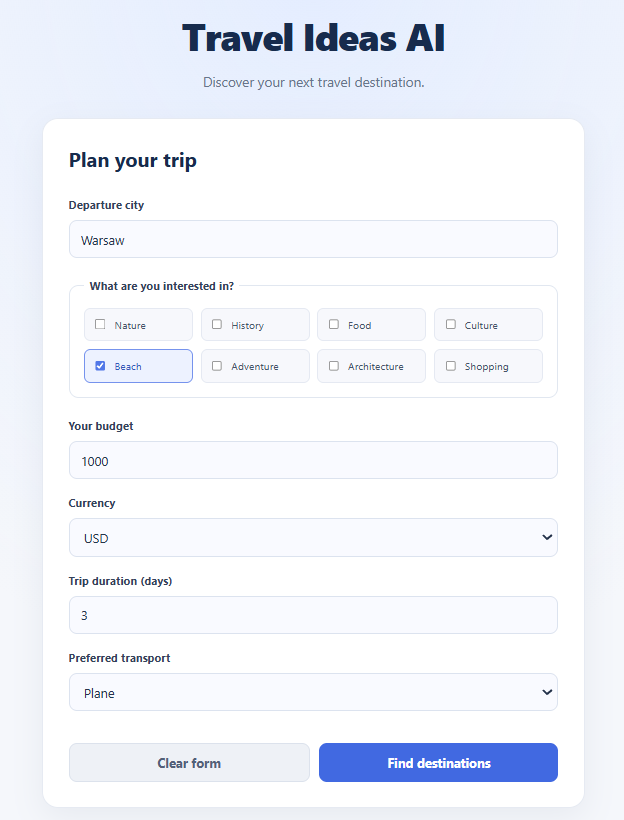 Travel Ideas AI
Discover your next travel destination.
Plan your trip
Departure city
Warsaw
What are you interested in?
Nature History Food Culture
Beach Adventure Architecture Shopping
Your budget
1000
Currency
USD
Trip duration (days)
3
Preferred transport
Plane
Clear form Find destinations